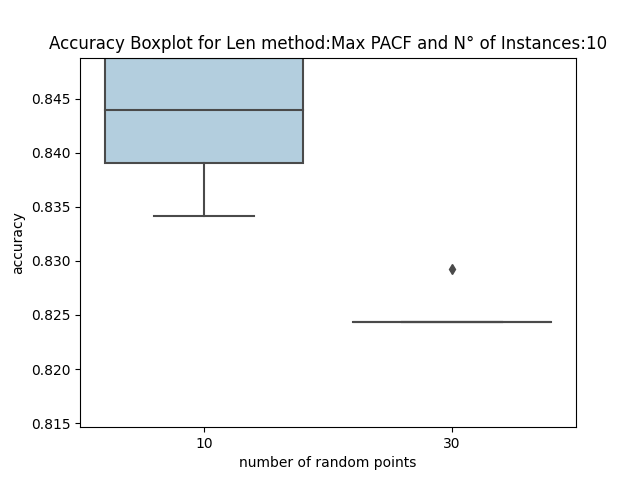 Accuracy Boxplot for Len method:Max PACF and N° of Instances:10
0.845
0.840
0.835
0.830
0.825
0.820
0.815
accuracy
10 30
number of random points